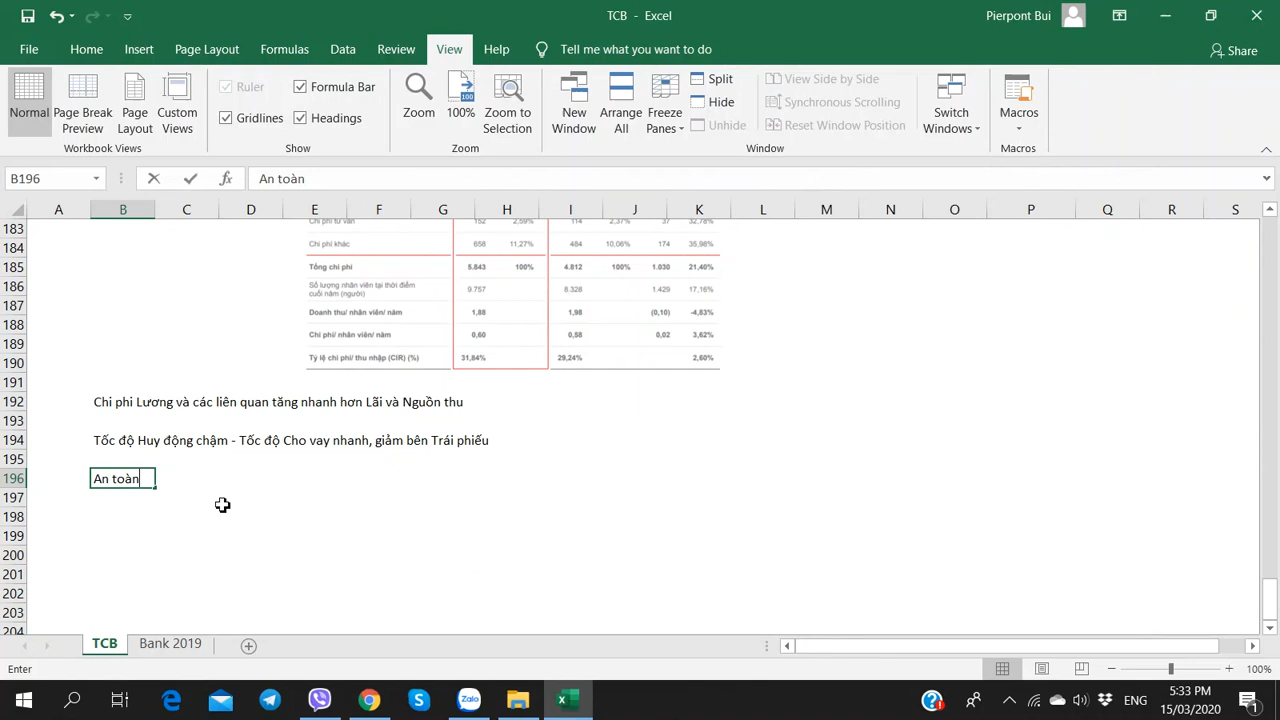 TCB - Excel
Pierpont Bui
File Home Insert Page Layout Formulas Data Review View Help Tell me what you want to do Share
Normal
Page Break Preview
Page Layout
Custom Views
Workbook Views
Ruler
Formula Bar
Gridlines
Headings
Show
Zoom
100
100%
Zoom to Selection
Zoom
New Window
Arrange All
Freeze Panes
Split
Hide
Unhide
View Side by Side
Synchronous Scrolling
Reset Window Position
Window
Switch Windows
Macros
Macros
B196 fx An toàn
A B C D E F G H I J K L M N O P Q R S
183 Chi phí tư vấn 152 2,59% 114 2,37% 37 32,78%
184 Chi phí khác 658 11,27% 484 10,06% 174 35,98%
185 Tổng chi phí 5.843 100% 4.812 100% 1.030 21,40%
186 Số lượng nhân viên tại thời điểm cuối năm (người) 9.757 8.328 1.429 17,16%
187
188 Doanh thu/ nhân viên/ năm 1,88 1,98 (0,10) -4,83%
189 Chi phí/ nhân viên/ năm 0,60 0,58 0,02 3,62%
190 Tỷ lệ chi phí/ thu nhập (CIR) (%) 31,84% 29,24% 2,60%
191
192 Chi phi Lương và các liên quan tăng nhanh hơn Lãi và Nguồn thu
193
194 Tốc độ Huy động chậm - Tốc độ Cho vay nhanh, giảm bên Trái phiếu
195
196 An toàn
197
198
199
200
201
202
203
204
TCB Bank 2019
Enter 100%
Zalo
ENG
5:33 PM
15/03/2020
1